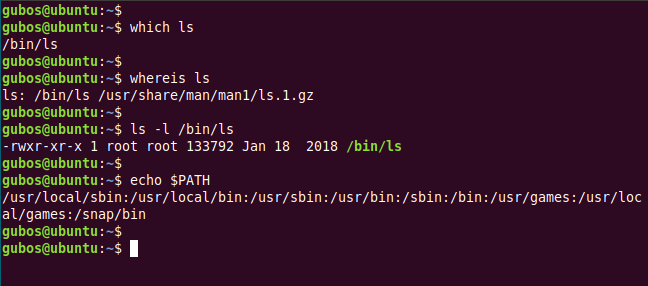 gubos@ubuntu:~$
gubos@ubuntu:~$ which ls
/bin/ls
gubos@ubuntu:~$
gubos@ubuntu:~$ whereis ls
ls: /bin/ls /usr/share/man/man1/ls.1.gz
gubos@ubuntu:~$
gubos@ubuntu:~$ ls -l /bin/ls
-rwxr-xr-x 1 root root 133792 Jan 18  2018 /bin/ls
gubos@ubuntu:~$
gubos@ubuntu:~$ echo $PATH
/usr/local/sbin:/usr/local/bin:/usr/sbin:/usr/bin:/sbin:/bin:/usr/games:/usr/loc
al/games:/snap/bin
gubos@ubuntu:~$
gubos@ubuntu:~$